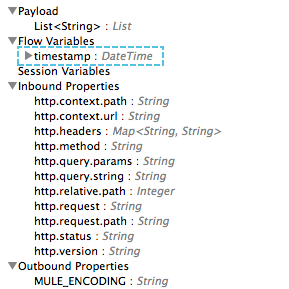 Payload
List<String> : List
Flow Variables
timestamp : DateTime
Session Variables
Inbound Properties
http.context.path : String
http.context.url : String
http.headers : Map<String, String>
http.method : String
http.query.params : String
http.query.string : String
http.relative.path : Integer
http.request : String
http.request.path : String
http.status : String
http.version : String
Outbound Properties
MULE_ENCODING : String